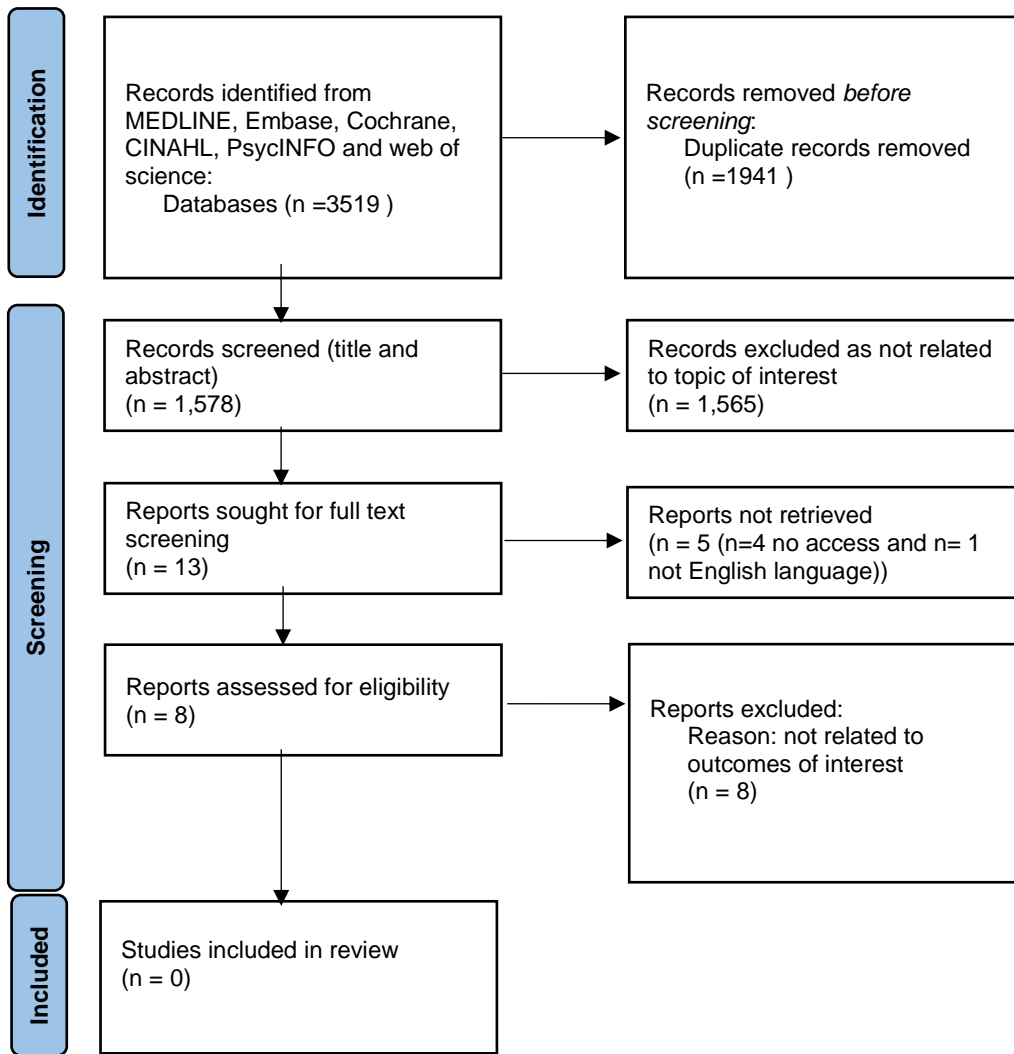 Identification
Records identified from
MEDLINE, Embase, Cochrane,
CINAHL, PsycINFO and web of
science:
Databases (n =3519 )
Records removed before
screening:
Duplicate records removed
(n =1941 )
Screening
Records screened (title and
abstract)
(n = 1,578)
Records excluded as not related
to topic of interest
(n = 1,565)
Reports sought for full text
screening
(n = 13)
Reports not retrieved
(n = 5 (n=4 no access and n= 1
not English language))
Reports assessed for eligibility
(n = 8)
Reports excluded:
Reason: not related to
outcomes of interest
(n = 8)
Included
Studies included in review
(n = 0)